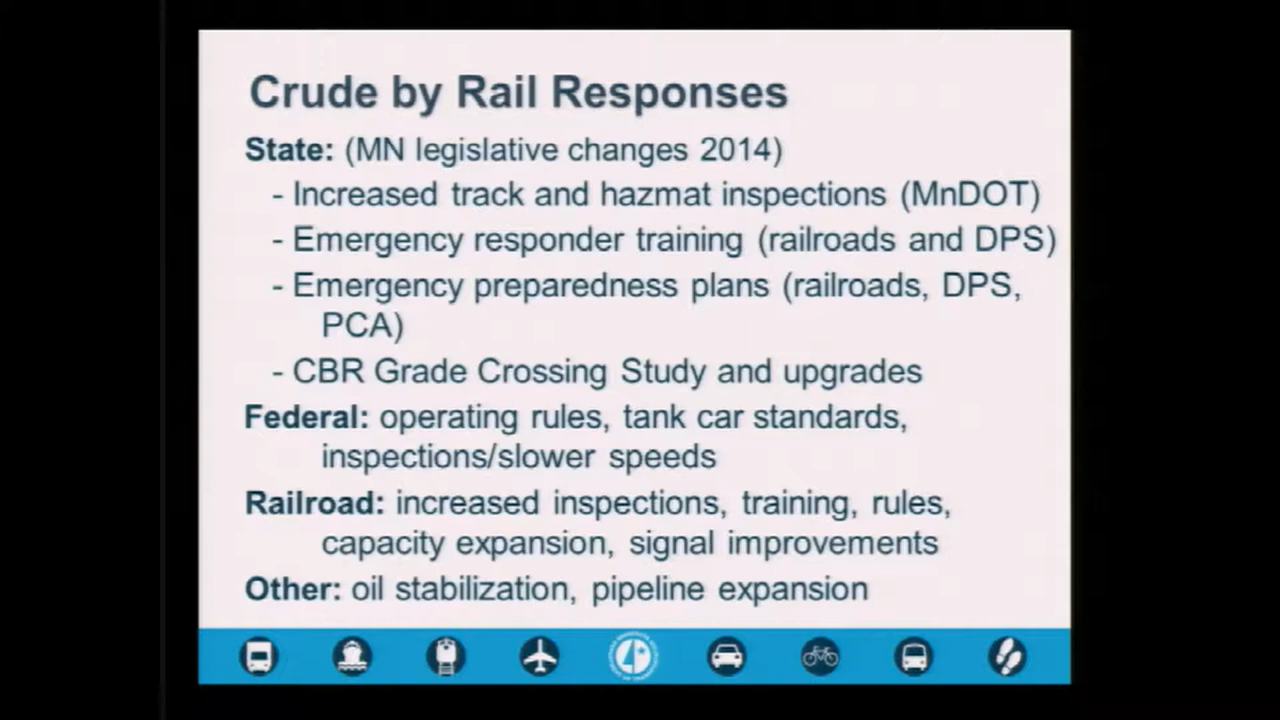 Crude by Rail Responses
State: (MN legislative changes 2014)
- Increased track and hazmat inspections (MnDOT)
- Emergency responder training (railroads and DPS)
- Emergency preparedness plans (railroads, DPS,
PCA)
- CBR Grade Crossing Study and upgrades
Federal: operating rules, tank car standards,
inspections/slower speeds
Railroad: increased inspections, training, rules,
capacity expansion, signal improvements
Other: oil stabilization, pipeline expansion